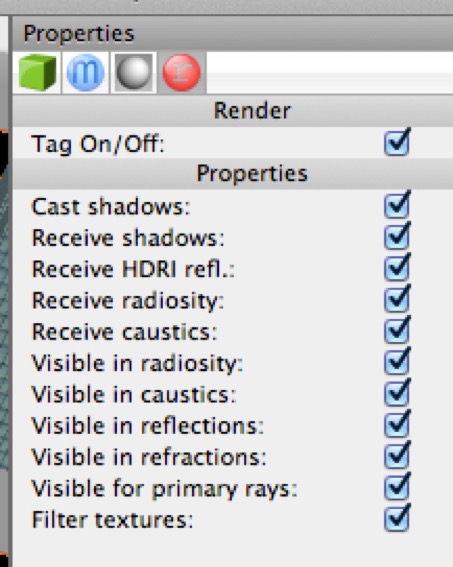 Properties
m
r
Render
Tag On/Off:
Properties
Cast shadows:
Receive shadows:
Receive HDRI refl.:
Receive radiosity:
Receive caustics:
Visible in radiosity:
Visible in caustics:
Visible in reflections:
Visible in refractions:
Visible for primary rays:
Filter textures: